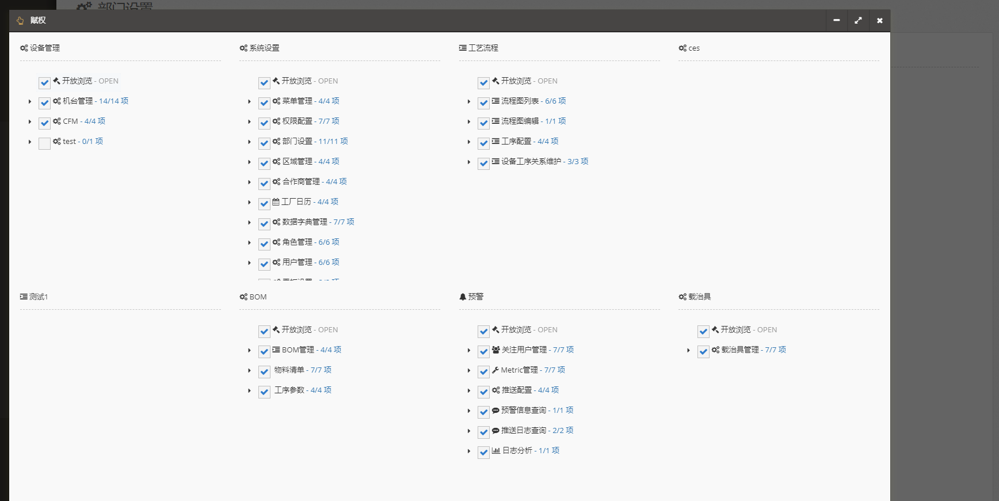 部门设置
赋权
设备管理
开放浏览 - OPEN
机台管理 - 14/14 项
CFM - 4/4 项
test - 0/1 项
系统设置
开放浏览 - OPEN
菜单管理 - 4/4 项
权限配置 - 7/7 项
部门设置 - 11/11 项
区域管理 - 4/4 项
合作商管理 - 4/4 项
工厂日历 - 4/4 项
数据字典管理 - 7/7 项
角色管理 - 6/6 项
用户管理 - 6/6 项
工艺流程
开放浏览 - OPEN
流程图列表 - 6/6 项
流程图编辑 - 1/1 项
工序配置 - 4/4 项
设备工序关系维护 - 3/3 项
ces
测试1
BOM
开放浏览 - OPEN
BOM管理 - 4/4 项
物料清单 - 7/7 项
工序参数 - 4/4 项
预警
开放浏览 - OPEN
关注用户管理 - 7/7 项
Metric管理 - 7/7 项
推送配置 - 4/4 项
预警信息查询 - 1/1 项
推送日志查询 - 2/2 项
日志分析 - 1/1 项
载治具
开放浏览 - OPEN
载治具管理 - 7/7 项